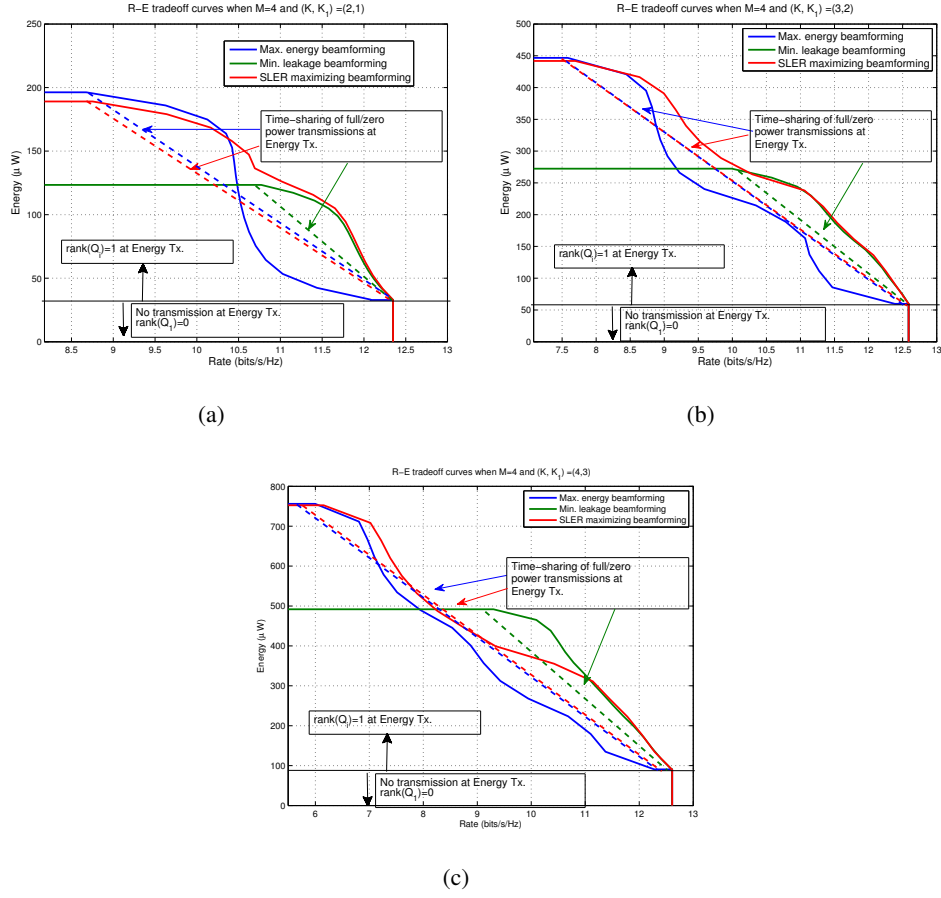 R−E tradeoff curves when M=4 and (K, K1) =(2,1)
250
200
150
100
50
0
Energy (μ W)
Max. energy beamforming
Min. leakage beamforming
SLER maximizing beamforming
Time−sharing of full/zero
power transmissions at
Energy Tx.
rank(Qi)=1 at Energy Tx.
No transmission at Energy Tx.
rank(Q1)=0
8.5 9 9.5 10 10.5 11 11.5 12 12.5 13
Rate (bits/s/Hz)
(a)
R−E tradeoff curves when M=4 and (K, K1) =(3,2)
500
450
400
350
300
250
200
150
100
50
0
Energy (μ W)
Max. energy beamforming
Min. leakage beamforming
SLER maximizing beamforming
Time−sharing of full/zero
power transmissions at
Energy Tx.
rank(Qi)=1 at Energy Tx.
No transmission at Energy Tx.
rank(Q1)=0
7.5 8 8.5 9 9.5 10 10.5 11 11.5 12 12.5 13
Rate (bits/s/Hz)
(b)
R−E tradeoff curves when M=4 and (K, K1) =(4,3)
800
700
600
500
400
300
200
100
0
Energy (μ W)
Max. energy beamforming
Min. leakage beamforming
SLER maximizing beamforming
Time−sharing of full/zero
power transmissions at
Energy Tx.
rank(Qi)=1 at Energy Tx.
No transmission at Energy Tx.
rank(Q1)=0
6 7 8 9 10 11 12 13
Rate (bits/s/Hz)
(c)